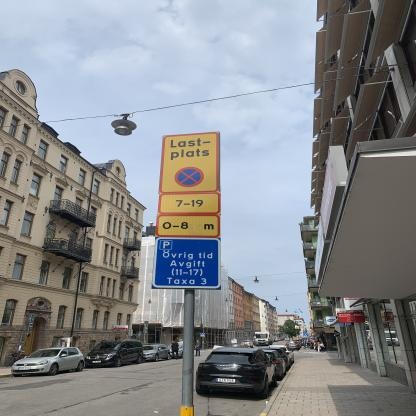 Last-
plats
7-19
0-8 m
P
Övrig tid
Avgift
(11-17)
Taxa 3